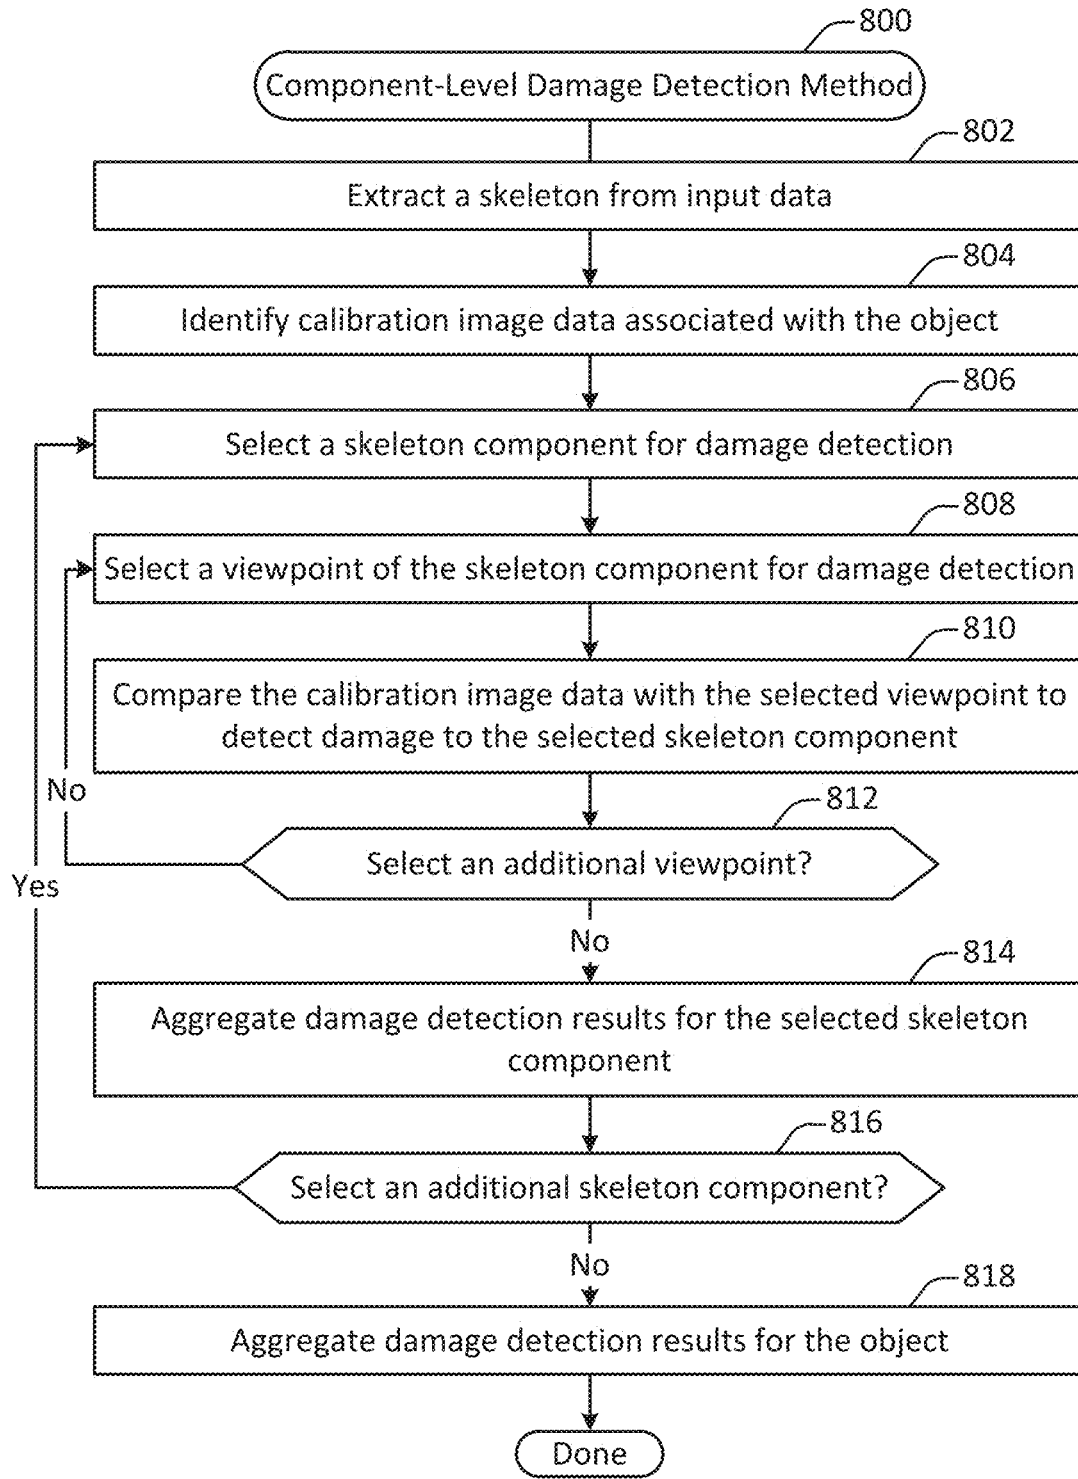 800
Component-Level Damage Detection Method
802
Extract a skeleton from input data
804
Identify calibration image data associated with the object
806
Select a skeleton component for damage detection
808
Select a viewpoint of the skeleton component for damage detection
810
Compare the calibration image data with the selected viewpoint to
detect damage to the selected skeleton component
No
812
Select an additional viewpoint?
Yes
No
814
Aggregate damage detection results for the selected skeleton
component
816
Select an additional skeleton component?
No
818
Aggregate damage detection results for the object
Done